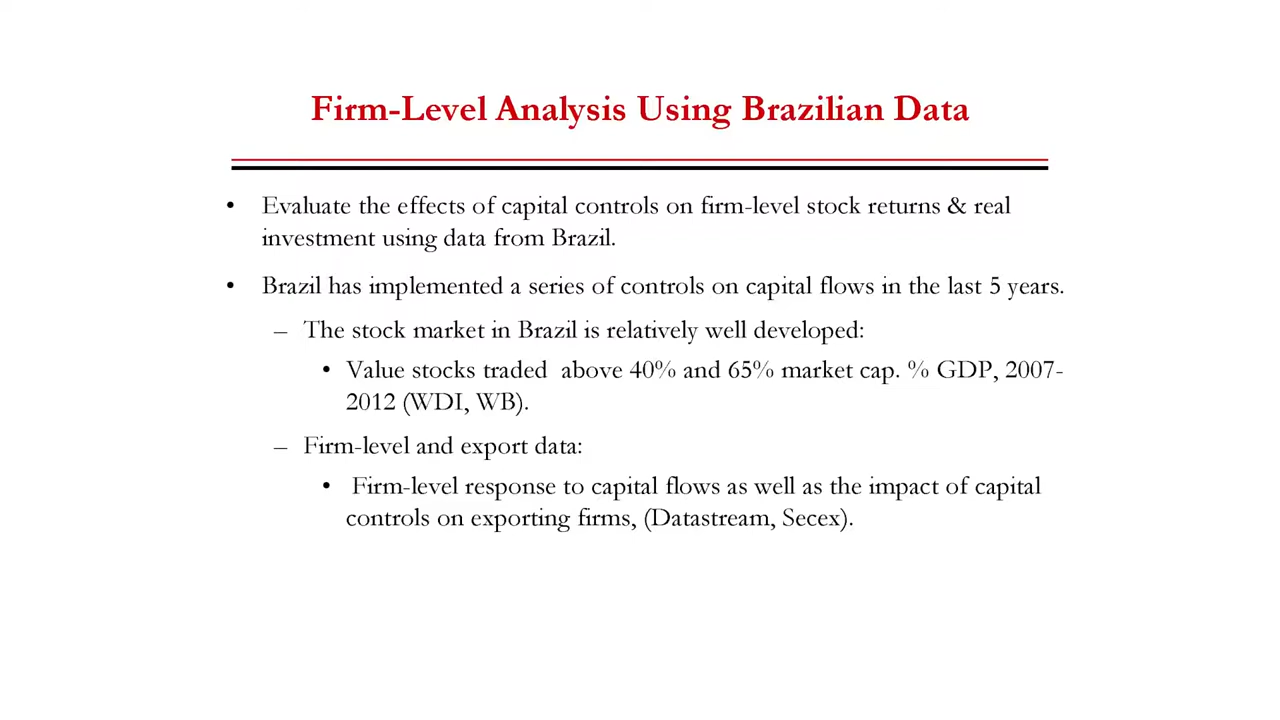 Firm-Level Analysis Using Brazilian Data
• Evaluate the effects of capital controls on firm-level stock returns & real
investment using data from Brazil.
• Brazil has implemented a series of controls on capital flows in the last 5 years.
– The stock market in Brazil is relatively well developed:
• Value stocks traded above 40% and 65% market cap. % GDP, 2007-
2012 (WDI, WB).
– Firm-level and export data:
• Firm-level response to capital flows as well as the impact of capital
controls on exporting firms, (Datastream, Secex).